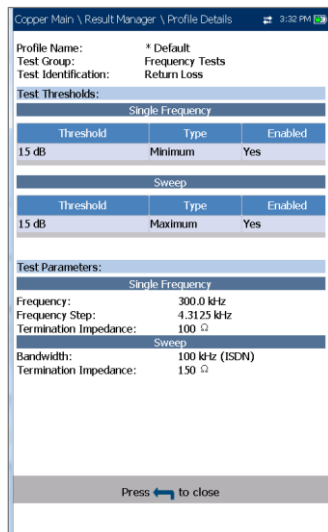 Copper Main \ Result Manager \ Profile Details 3:32 PM
Profile Name: * Default
Test Group: Frequency Tests
Test Identification: Return Loss
Test Thresholds:
Single Frequency
Threshold Type Enabled
15 dB Minimum Yes
Sweep
Threshold Type Enabled
15 dB Maximum Yes
Test Parameters:
Single Frequency
Frequency: 300.0 kHz
Frequency Step: 4.3125 kHz
Termination Impedance: 100 Ω
Sweep
Bandwidth: 100 kHz (ISDN)
Termination Impedance: 150 Ω
Press to close